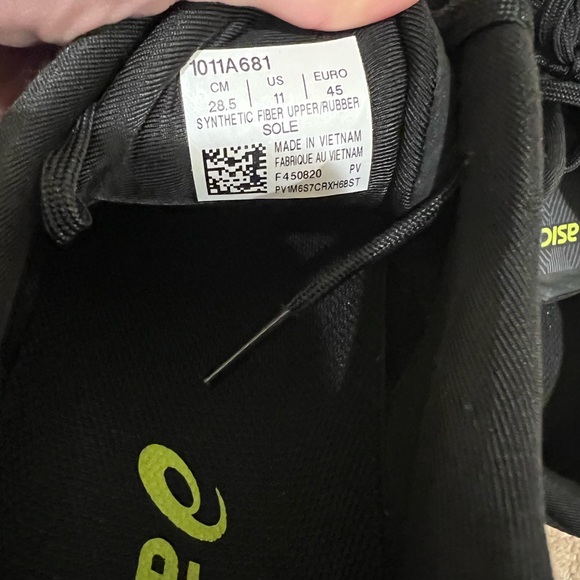 1011A681
CM | US | EURO
28.5 | 11 | 45
SYNTHETIC FIBER UPPER/RUBBER
SOLE
MADE IN VIETNAM
FABRIQUE AU VIETNAM
F450820 PV
PV1M6S7CRXH68ST
asic
a